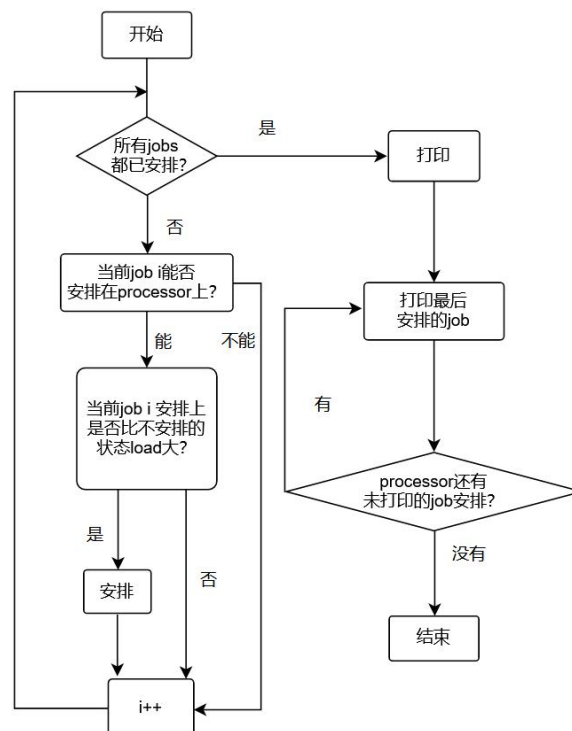 开始
所有jobs
都已安排?
是
打印
否
当前job i能否
安排在processor上?
打印最后
安排的job
能
不能
有
当前job i 安排上
是否比不安排的
状态load大?
processor还有
未打印的job安排?
是
否
没有
安排
结束
i++